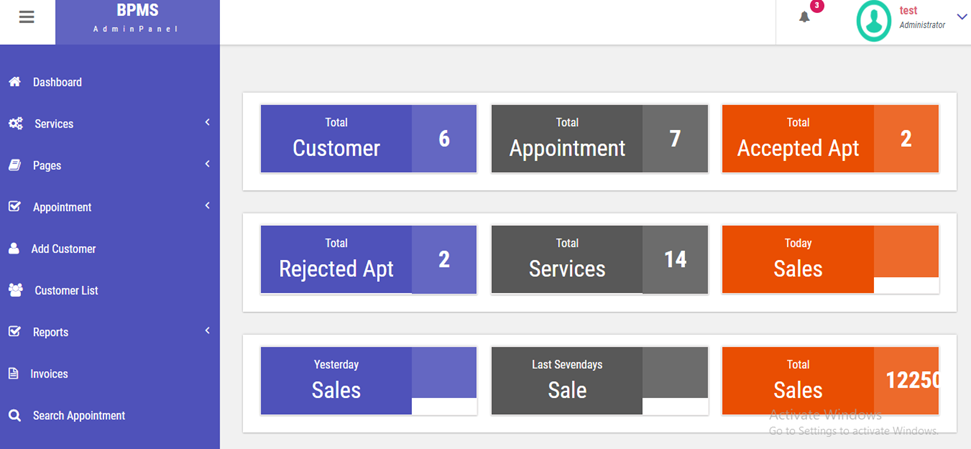 BPMS
AdminPanel
3
test
Administrator
Dashboard
Services
Pages
Appointment
Add Customer
Customer List
Reports
Invoices
Search Appointment
Total
Customer
6
Total
Appointment
7
Total
Accepted Apt
2
Total
Rejected Apt
2
Total
Services
14
Today
Sales
Yesterday
Sales
Last Sevendays
Sale
Total
Sales
12250
Activate Windows
Go to Settings to activate Windows.